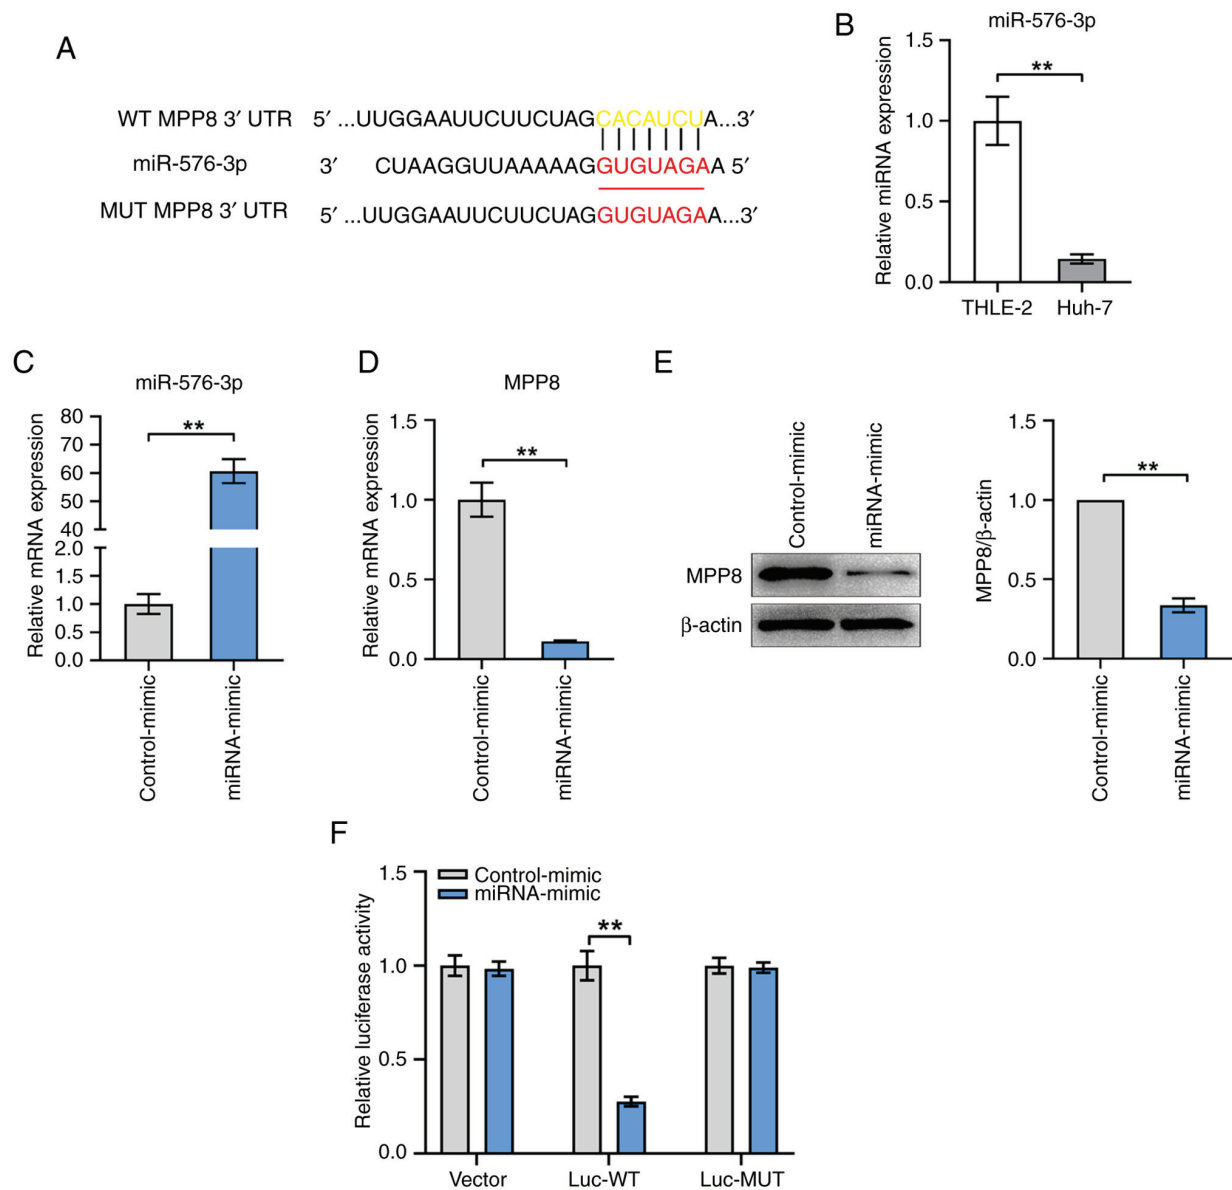 A
WT MPP8 3′ UTR 5′ ...UUGGAAUUCUUCUAGCACAUCUA...3′
miR-576-3p 3′ CUAAGGUUAAAAAGGUGUAGAA 5′
MUT MPP8 3′ UTR 5′ ...UUGGAAUUCUUCUAGGUGUAGAA...3′
B
miR-576-3p
Relative miRNA expression
1.5
1.0
0.5
0.0
**
THLE-2 Huh-7
C
miR-576-3p
Relative mRNA expression
80
70
60
50
40
2.0
1.5
1.0
0.5
0.0
**
Control-mimic
miRNA-mimic
D
MPP8
Relative mRNA expression
1.5
1.0
0.5
0.0
**
Control-mimic
miRNA-mimic
E
Control-mimic
miRNA-mimic
MPP8
β-actin
MPP8/β-actin
1.5
1.0
0.5
0.0
**
Control-mimic
miRNA-mimic
F
Relative luciferase activity
1.5
1.0
0.5
0.0
Control-mimic
miRNA-mimic
**
Vector Luc-WT Luc-MUT